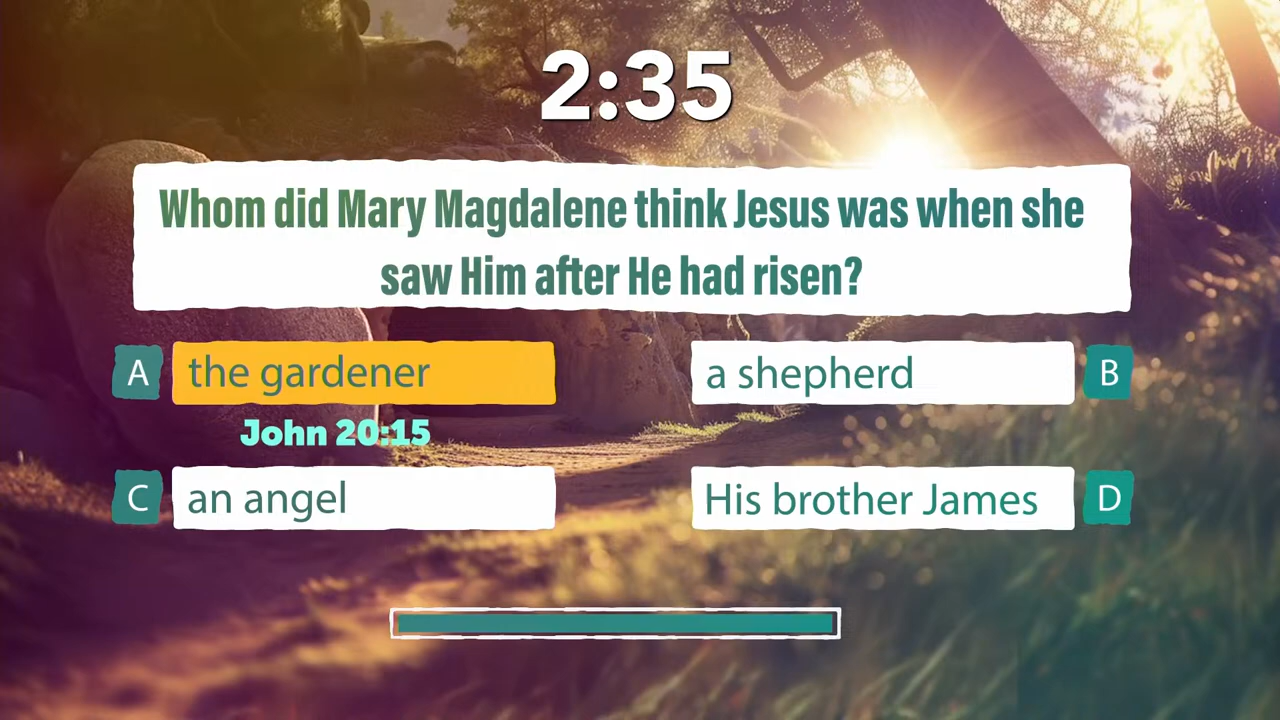 2:35
Whom did Mary Magdalene think Jesus was when she
saw Him after He had risen?
A the gardener
a shepherd B
John 20:15
C an angel
His brother James D